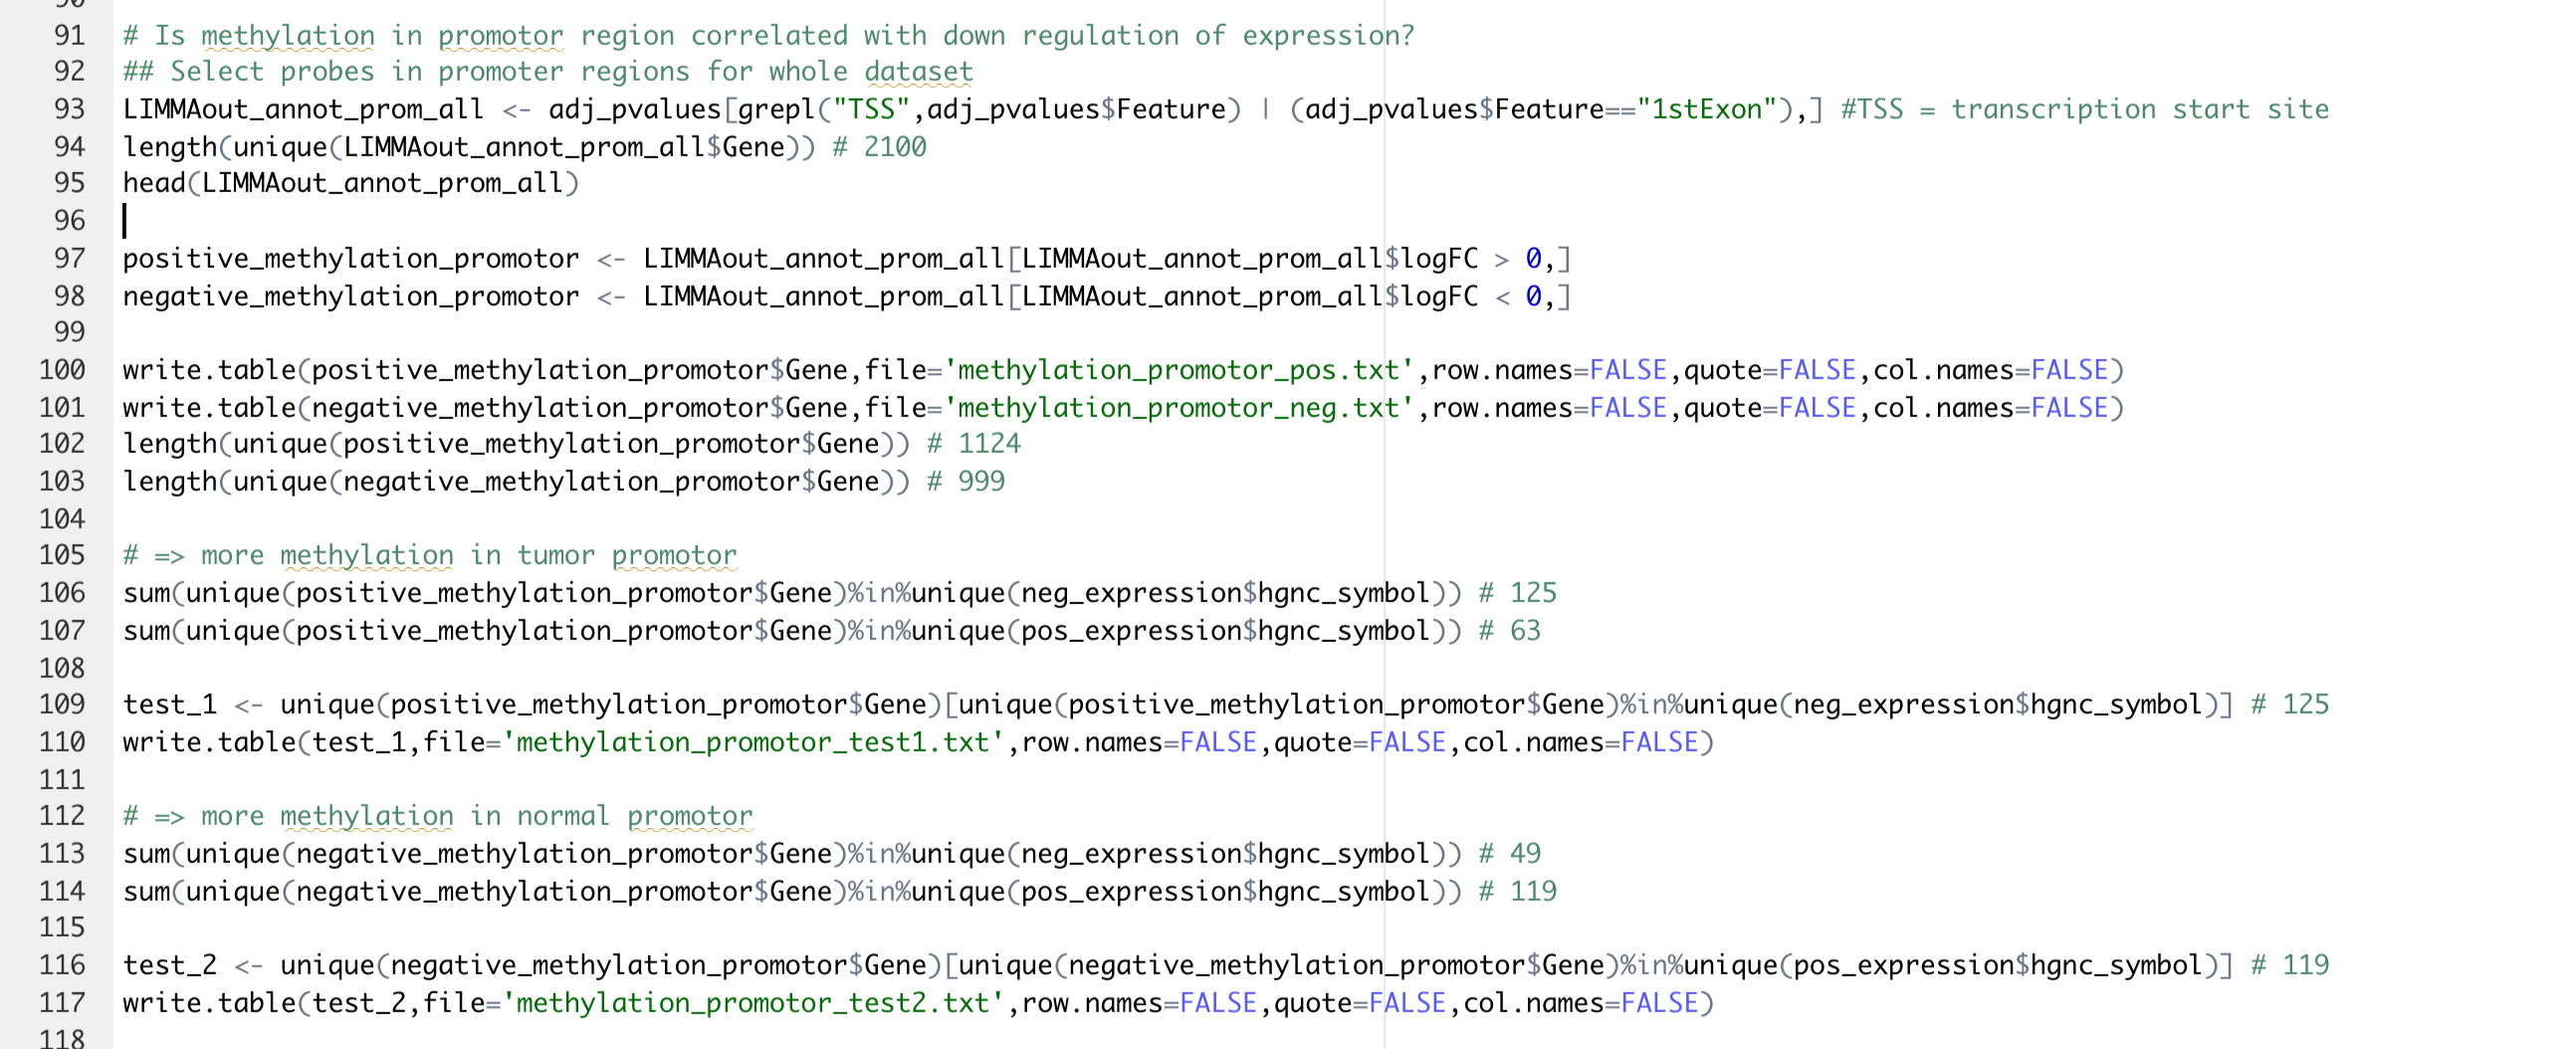 91 # Is methylation in promotor region correlated with down regulation of expression?
92 ## Select probes in promoter regions for whole dataset
93 LIMMAout_annot_prom_all <- adj_pvalues[grepl("TSS",adj_pvalues$Feature) | (adj_pvalues$Feature=="1stExon"),] #TSS = transcription start site
94 length(unique(LIMMAout_annot_prom_all$Gene)) # 2100
95 head(LIMMAout_annot_prom_all)
96
97 positive_methylation_promotor <- LIMMAout_annot_prom_all[LIMMAout_annot_prom_all$logFC > 0,]
98 negative_methylation_promotor <- LIMMAout_annot_prom_all[LIMMAout_annot_prom_all$logFC < 0,]
99
100 write.table(positive_methylation_promotor$Gene,file='methylation_promotor_pos.txt',row.names=FALSE,quote=FALSE,col.names=FALSE)
101 write.table(negative_methylation_promotor$Gene,file='methylation_promotor_neg.txt',row.names=FALSE,quote=FALSE,col.names=FALSE)
102 length(unique(positive_methylation_promotor$Gene)) # 1124
103 length(unique(negative_methylation_promotor$Gene)) # 999
104
105 # => more methylation in tumor promotor
106 sum(unique(positive_methylation_promotor$Gene)%in%unique(neg_expression$hgnc_symbol)) # 125
107 sum(unique(positive_methylation_promotor$Gene)%in%unique(pos_expression$hgnc_symbol)) # 63
108
109 test_1 <- unique(positive_methylation_promotor$Gene)[unique(positive_methylation_promotor$Gene)%in%unique(neg_expression$hgnc_symbol)] # 125
110 write.table(test_1,file='methylation_promotor_test1.txt',row.names=FALSE,quote=FALSE,col.names=FALSE)
111
112 # => more methylation in normal promotor
113 sum(unique(negative_methylation_promotor$Gene)%in%unique(neg_expression$hgnc_symbol)) # 49
114 sum(unique(negative_methylation_promotor$Gene)%in%unique(pos_expression$hgnc_symbol)) # 119
115
116 test_2 <- unique(negative_methylation_promotor$Gene)[unique(negative_methylation_promotor$Gene)%in%unique(pos_expression$hgnc_symbol)] # 119
117 write.table(test_2,file='methylation_promotor_test2.txt',row.names=FALSE,quote=FALSE,col.names=FALSE)
118